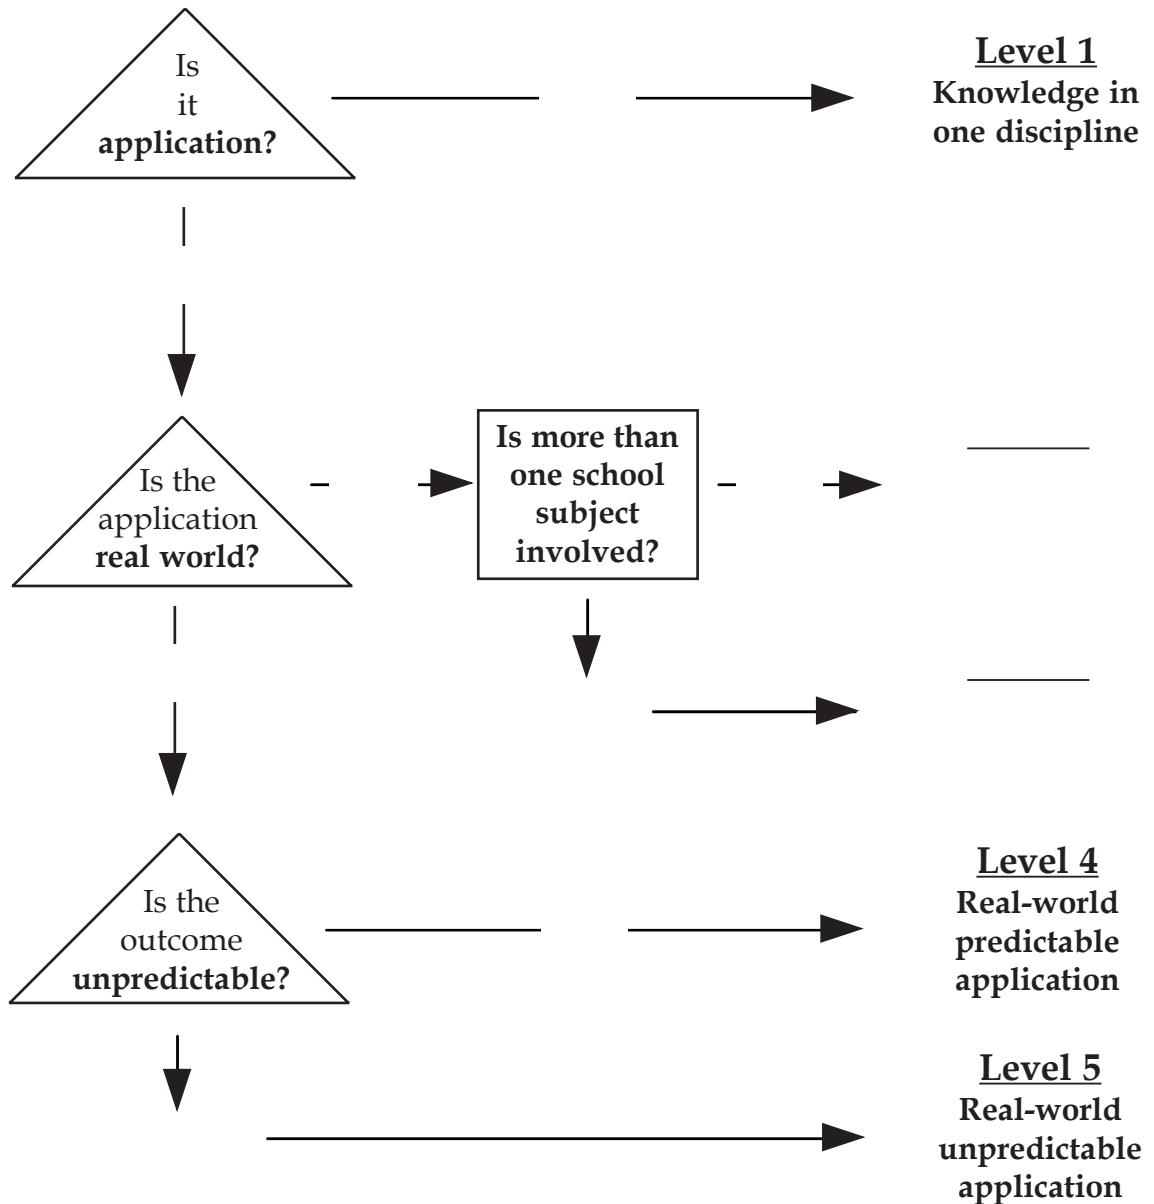 Is
it
application?
Level 1
Knowledge in
one discipline
Is the
application
real world?
Is more than
one school
subject
involved?
Is the
outcome
unpredictable?
Level 4
Real-world
predictable
application
Level 5
Real-world
unpredictable
application